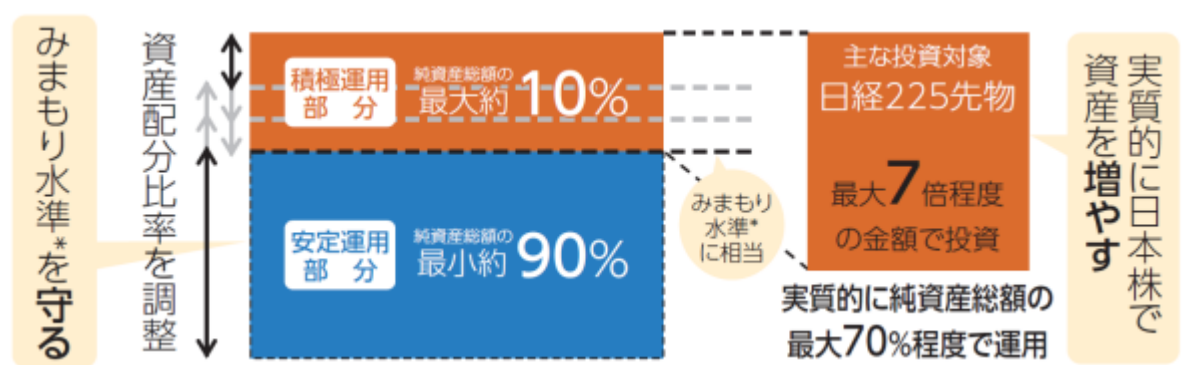 みまもり水準*を守る
資産配分比率を調整
積極運用
部 分
純資産総額の
最大約10%
安定運用
部 分
純資産総額の
最小約90%
みまもり
水準*
に相当
主な投資対象
日経225先物
最大7倍程度
の金額で投資
実質的に純資産総額の
最大70%程度で運用
実質的に日本株で
資産を増やす